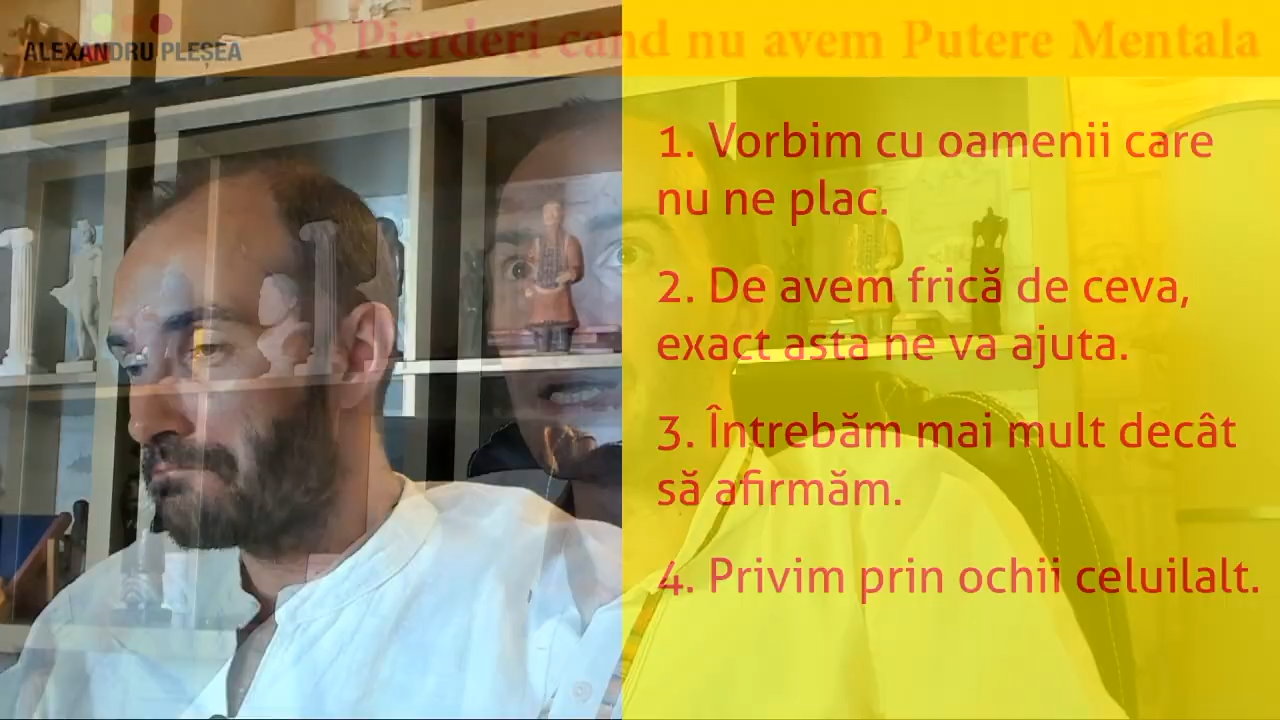 ALEXANDRU PLEȘEA
8 Pierderi cand nu avem Putere Mentala
1. Vorbim cu oamenii care
nu ne plac.
2. De avem frică de ceva,
exact asta ne va ajuta.
3. Întrebăm mai mult decât
să afirmăm.
4. Privim prin ochii celuilalt.